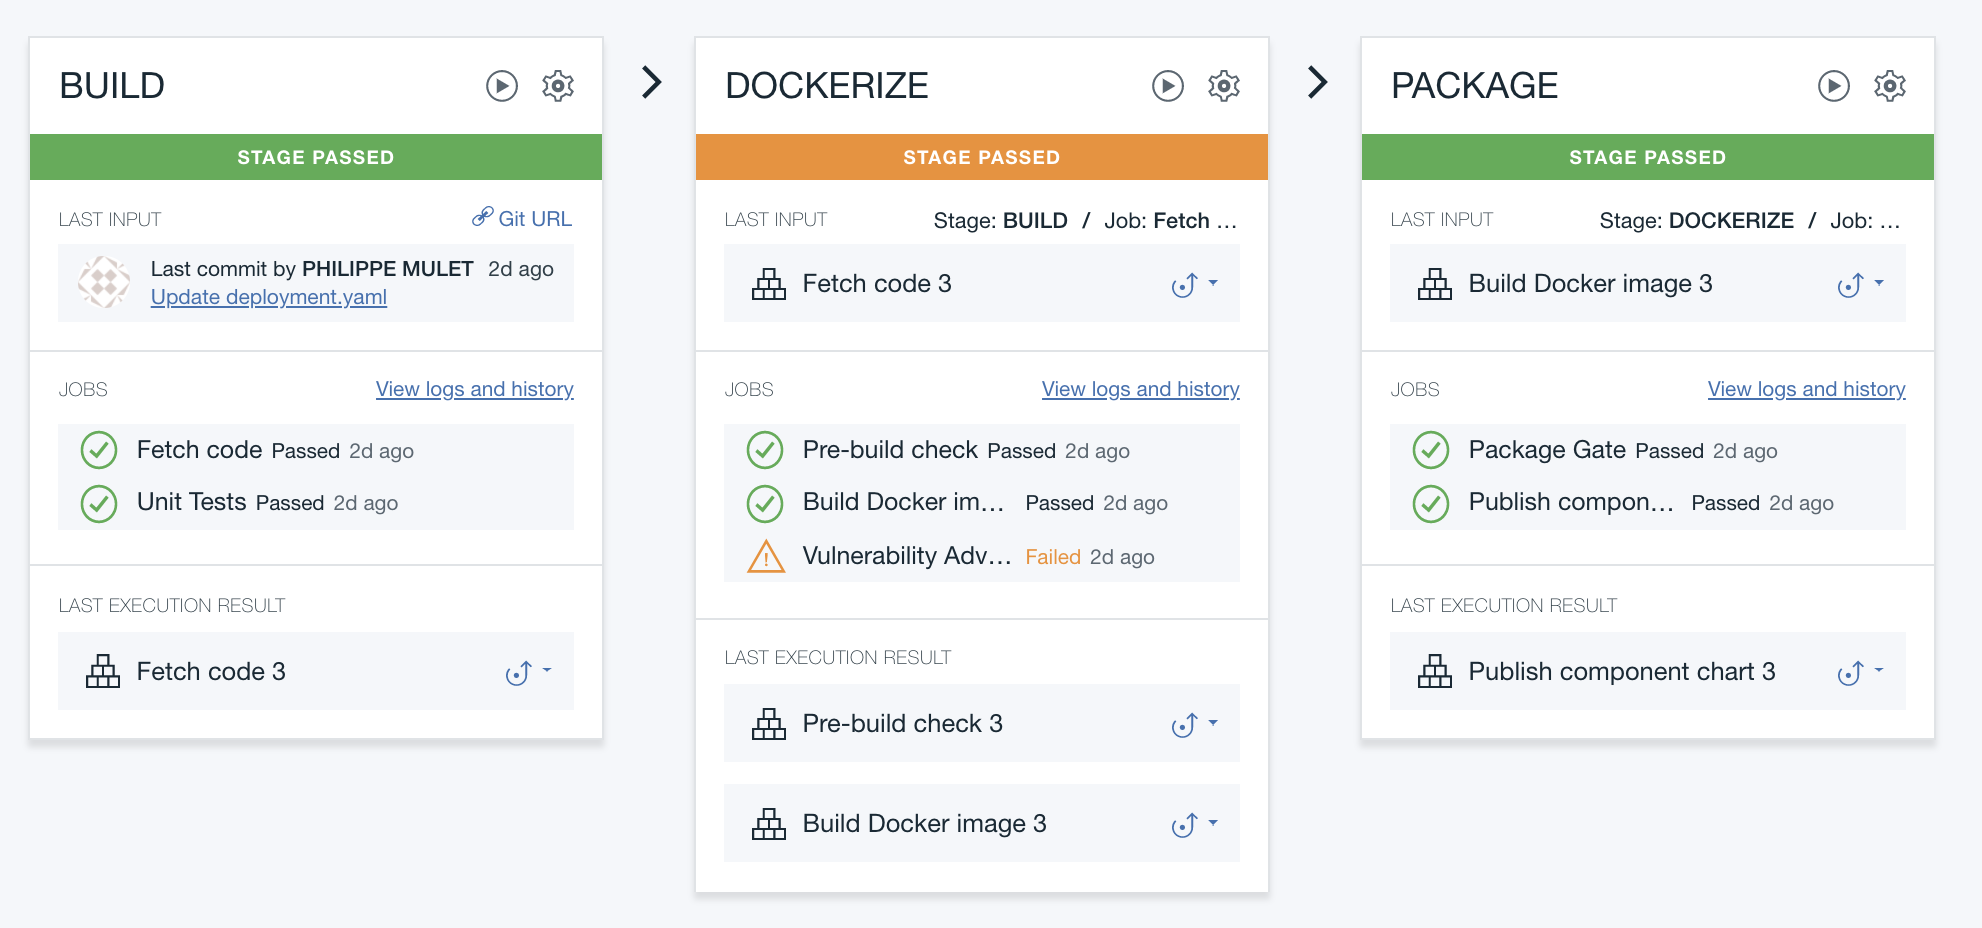 BUILD
STAGE PASSED
LAST INPUT
Git URL
Last commit by PHILIPPE MULET 2d ago
Update deployment.yaml
JOBS
View logs and history
Fetch code Passed 2d ago
Unit Tests Passed 2d ago
LAST EXECUTION RESULT
Fetch code 3
DOCKERIZE
STAGE PASSED
LAST INPUT
Stage: BUILD / Job: Fetch ...
Fetch code 3
JOBS
View logs and history
Pre-build check Passed 2d ago
Build Docker im... Passed 2d ago
Vulnerability Adv... Failed 2d ago
LAST EXECUTION RESULT
Pre-build check 3
Build Docker image 3
PACKAGE
STAGE PASSED
LAST INPUT
Stage: DOCKERIZE / Job: ...
Build Docker image 3
JOBS
View logs and history
Package Gate Passed 2d ago
Publish compon... Passed 2d ago
LAST EXECUTION RESULT
Publish component chart 3